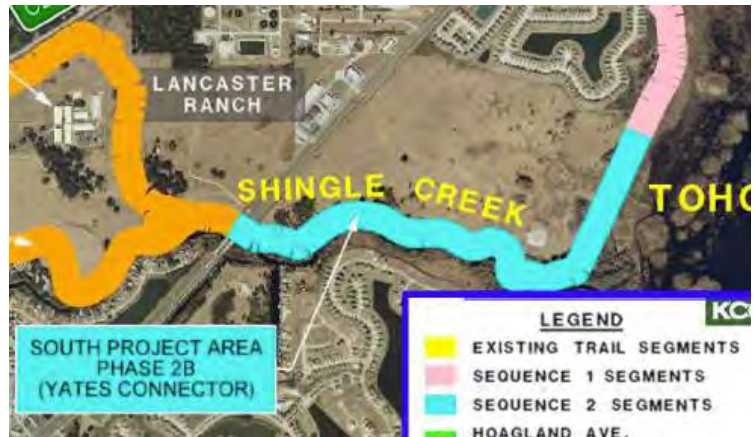 LANCASTER
RANCH
SHINGLE CREEK
TOHO
SOUTH PROJECT AREA
PHASE 2B
(YATES CONNECTOR)
LEGEND
EXISTING TRAIL SEGMENTS
SEQUENCE 1 SEGMENTS
SEQUENCE 2 SEGMENTS
HOAGLAND AVE.